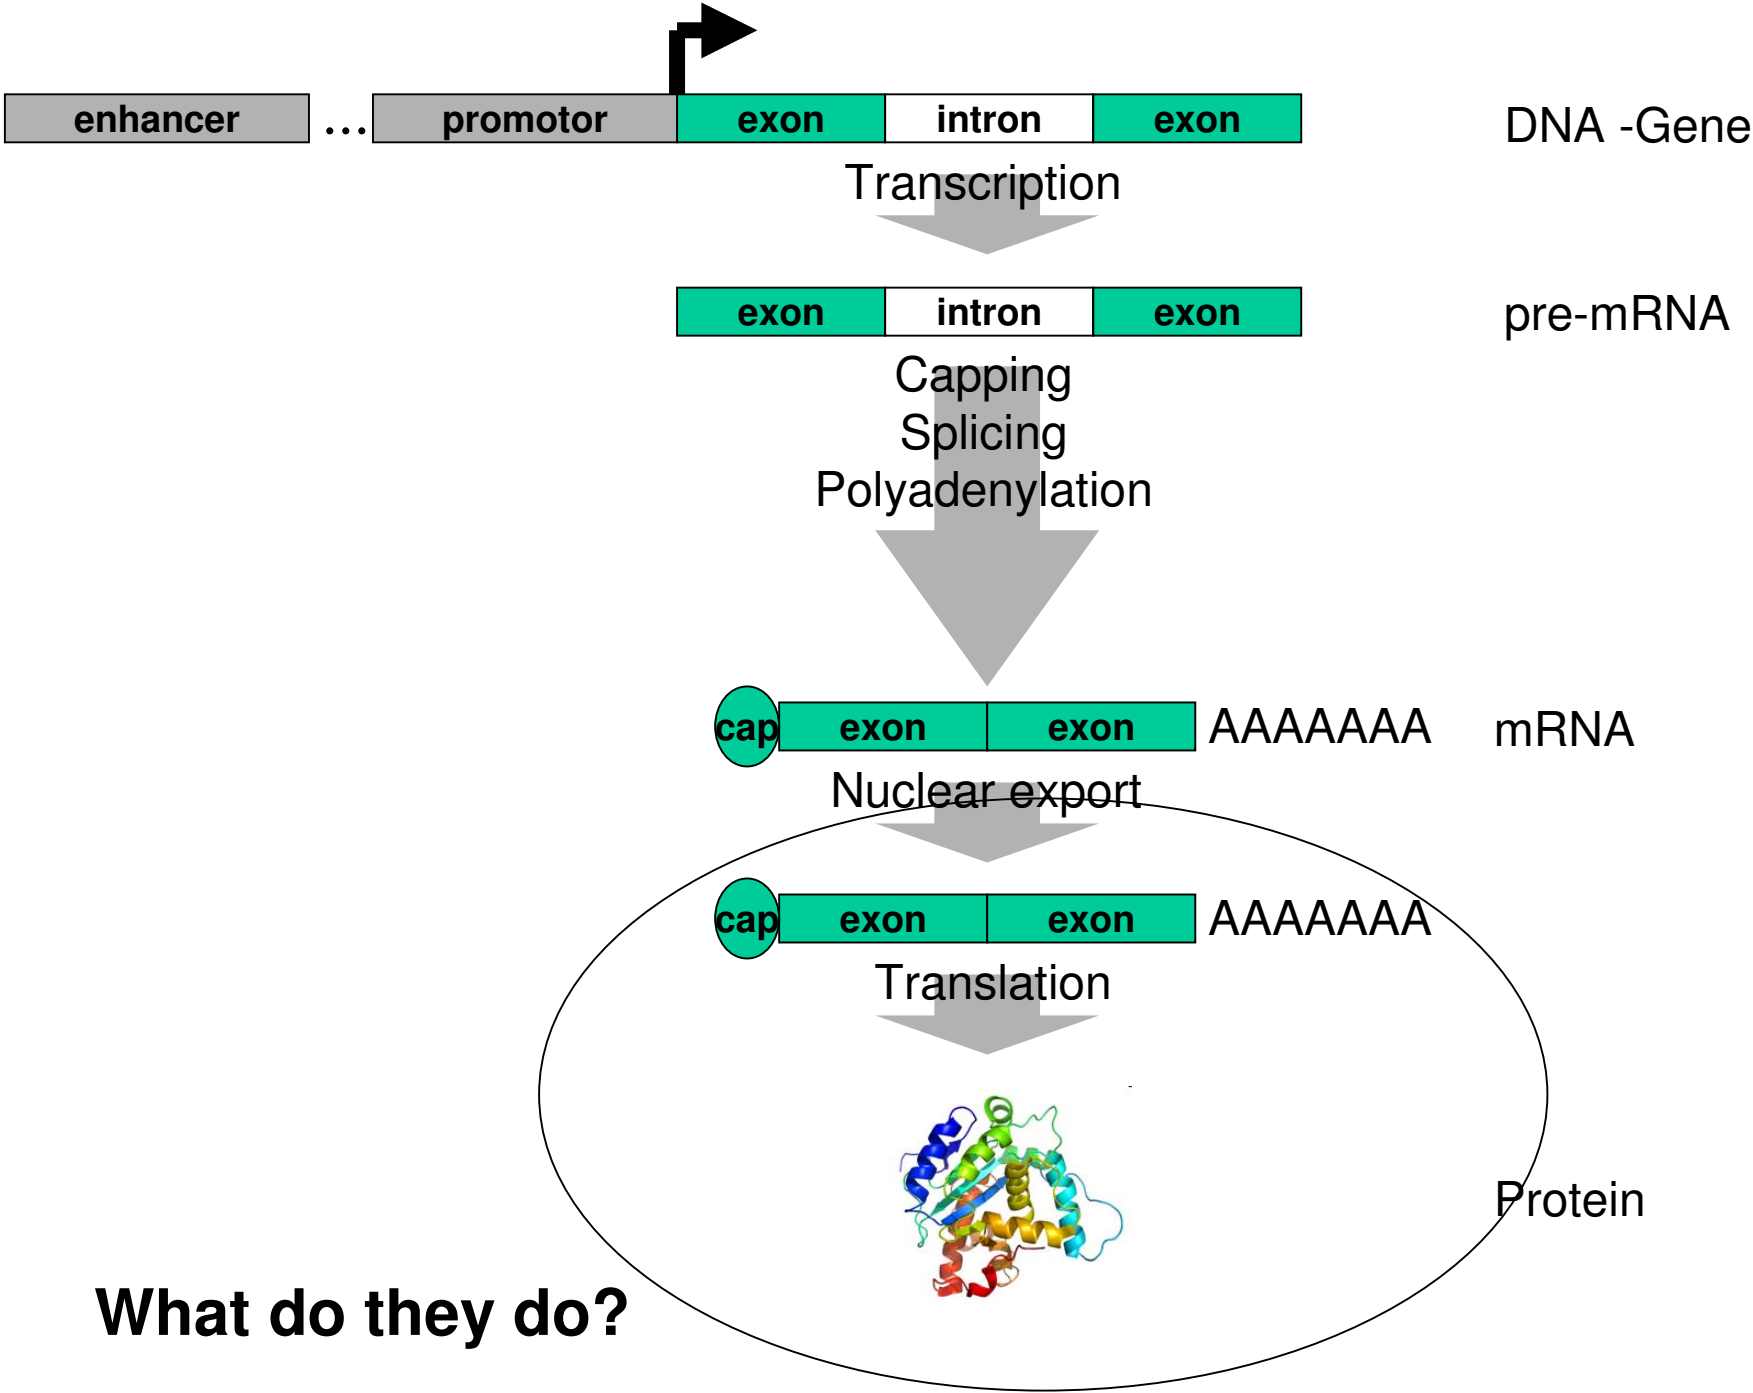 enhancer ... promotor exon intron exon DNA -Gene
Transcription
exon intron exon pre-mRNA
Capping
Splicing
Polyadenylation
cap exon exon AAAAAAA mRNA
Nuclear export
cap exon exon AAAAAAA
Translation
Protein
What do they do?